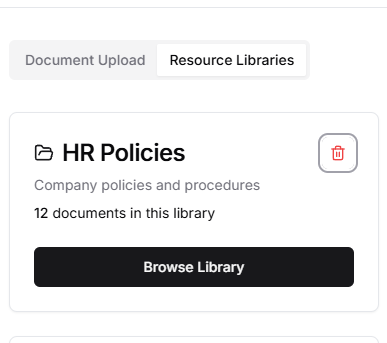 Document Upload
Resource Libraries
HR Policies
Company policies and procedures
12 documents in this library
Browse Library